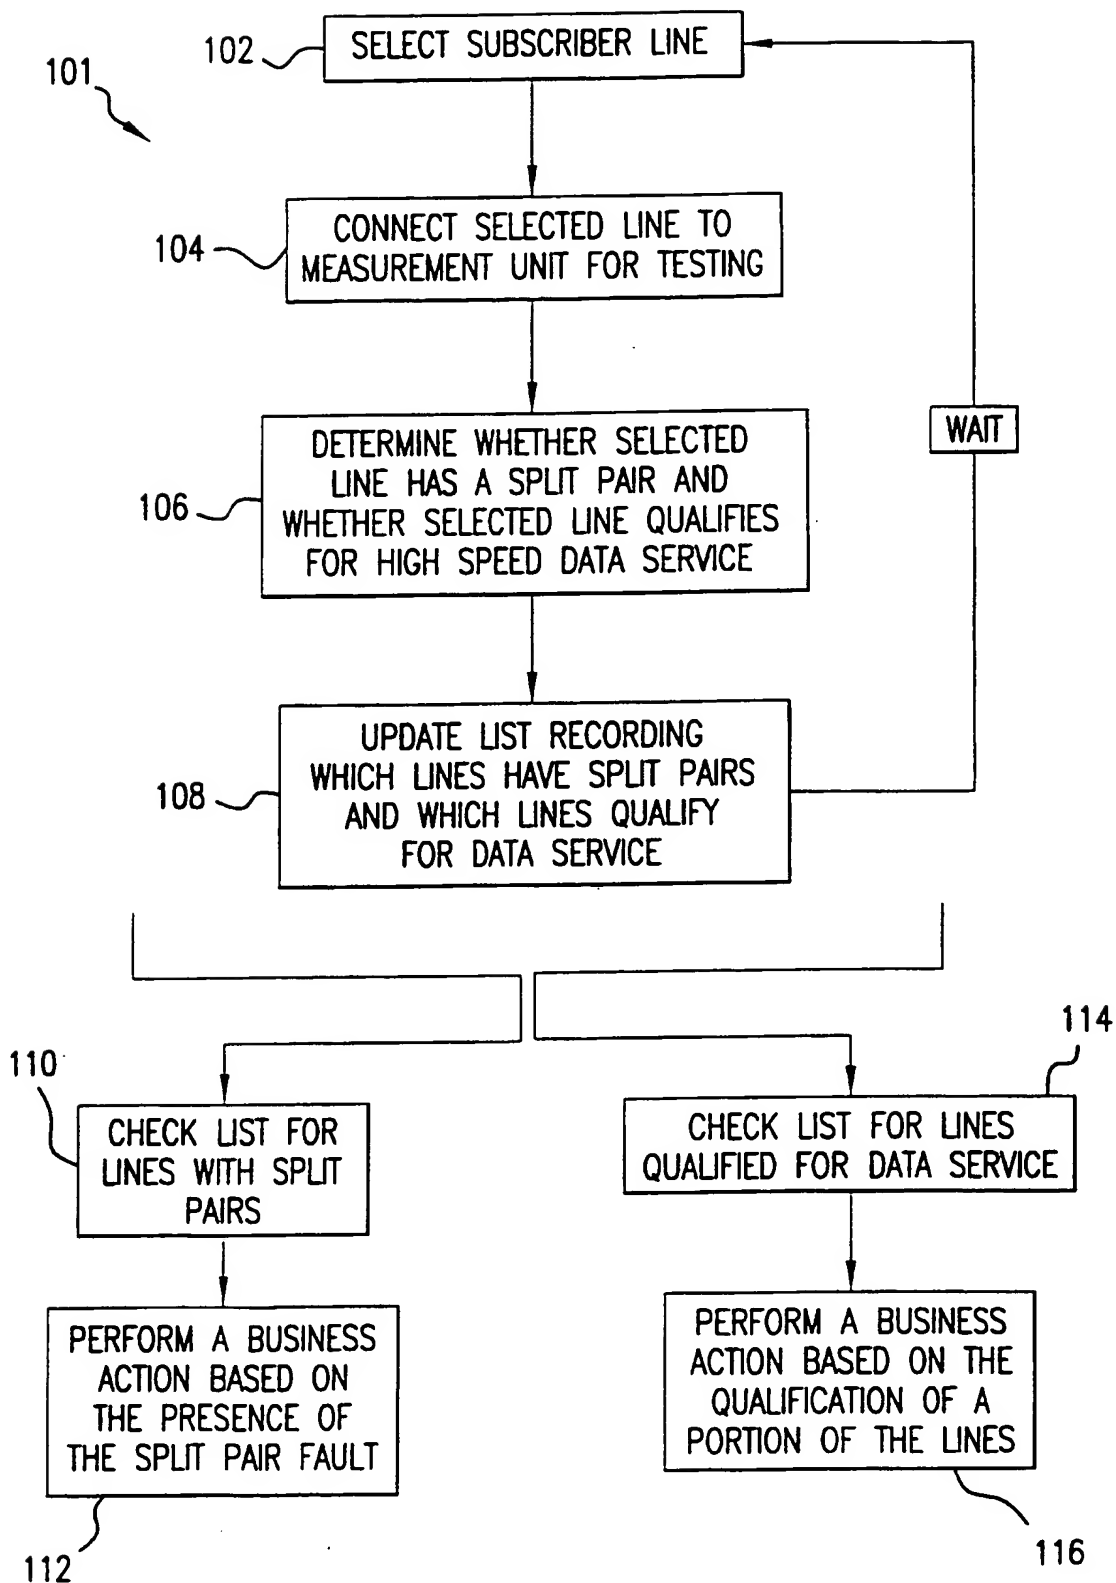 102
SELECT SUBSCRIBER LINE
101
104
CONNECT SELECTED LINE TO
MEASUREMENT UNIT FOR TESTING
WAIT
106
DETERMINE WHETHER SELECTED
LINE HAS A SPLIT PAIR AND
WHETHER SELECTED LINE QUALIFIES
FOR HIGH SPEED DATA SERVICE
108
UPDATE LIST RECORDING
WHICH LINES HAVE SPLIT PAIRS
AND WHICH LINES QUALIFY
FOR DATA SERVICE
110
CHECK LIST FOR
LINES WITH SPLIT
PAIRS
114
CHECK LIST FOR LINES
QUALIFIED FOR DATA SERVICE
PERFORM A BUSINESS
ACTION BASED ON
THE PRESENCE OF
THE SPLIT PAIR FAULT
112
PERFORM A BUSINESS
ACTION BASED ON THE
QUALIFICATION OF A
PORTION OF THE LINES
116